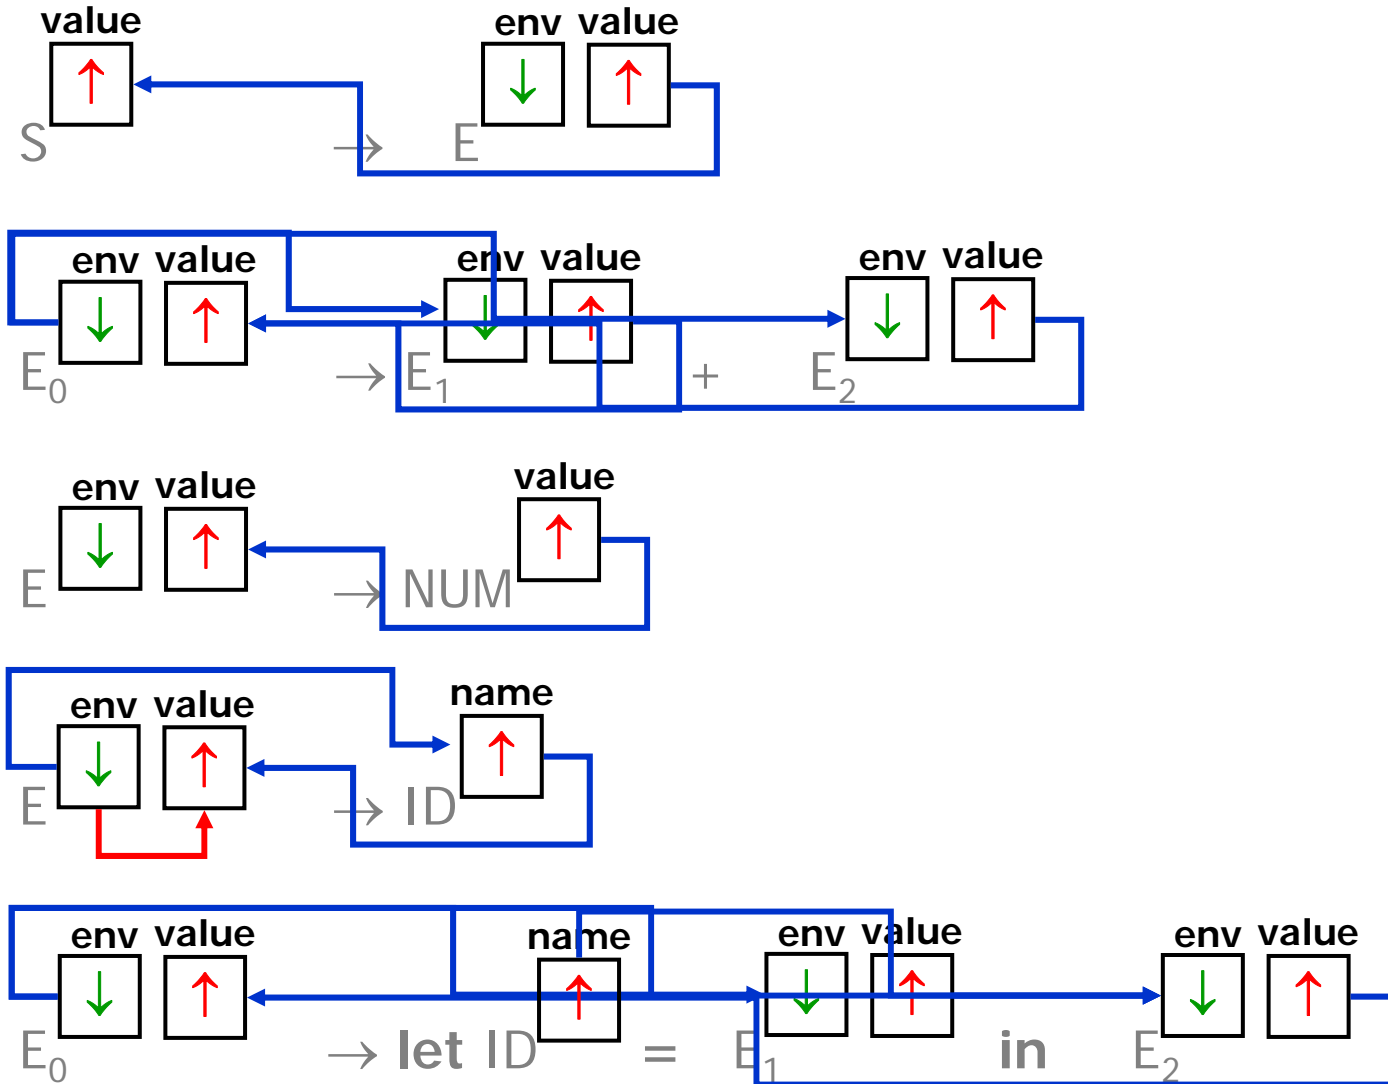 value env value
↑ ↓ ↑
S → E
env value env value env value
↓ ↑ ↓ ↑ ↓ ↑
E₀ → E₁ + E₂
env value value
↓ ↑ ↑
E → NUM
env value name
↓ ↑ ↑
E → ID
env value name env value env value
↓ ↑ ↑ ↓ ↑ ↓ ↑
E₀ → let ID = E₁ in E₂